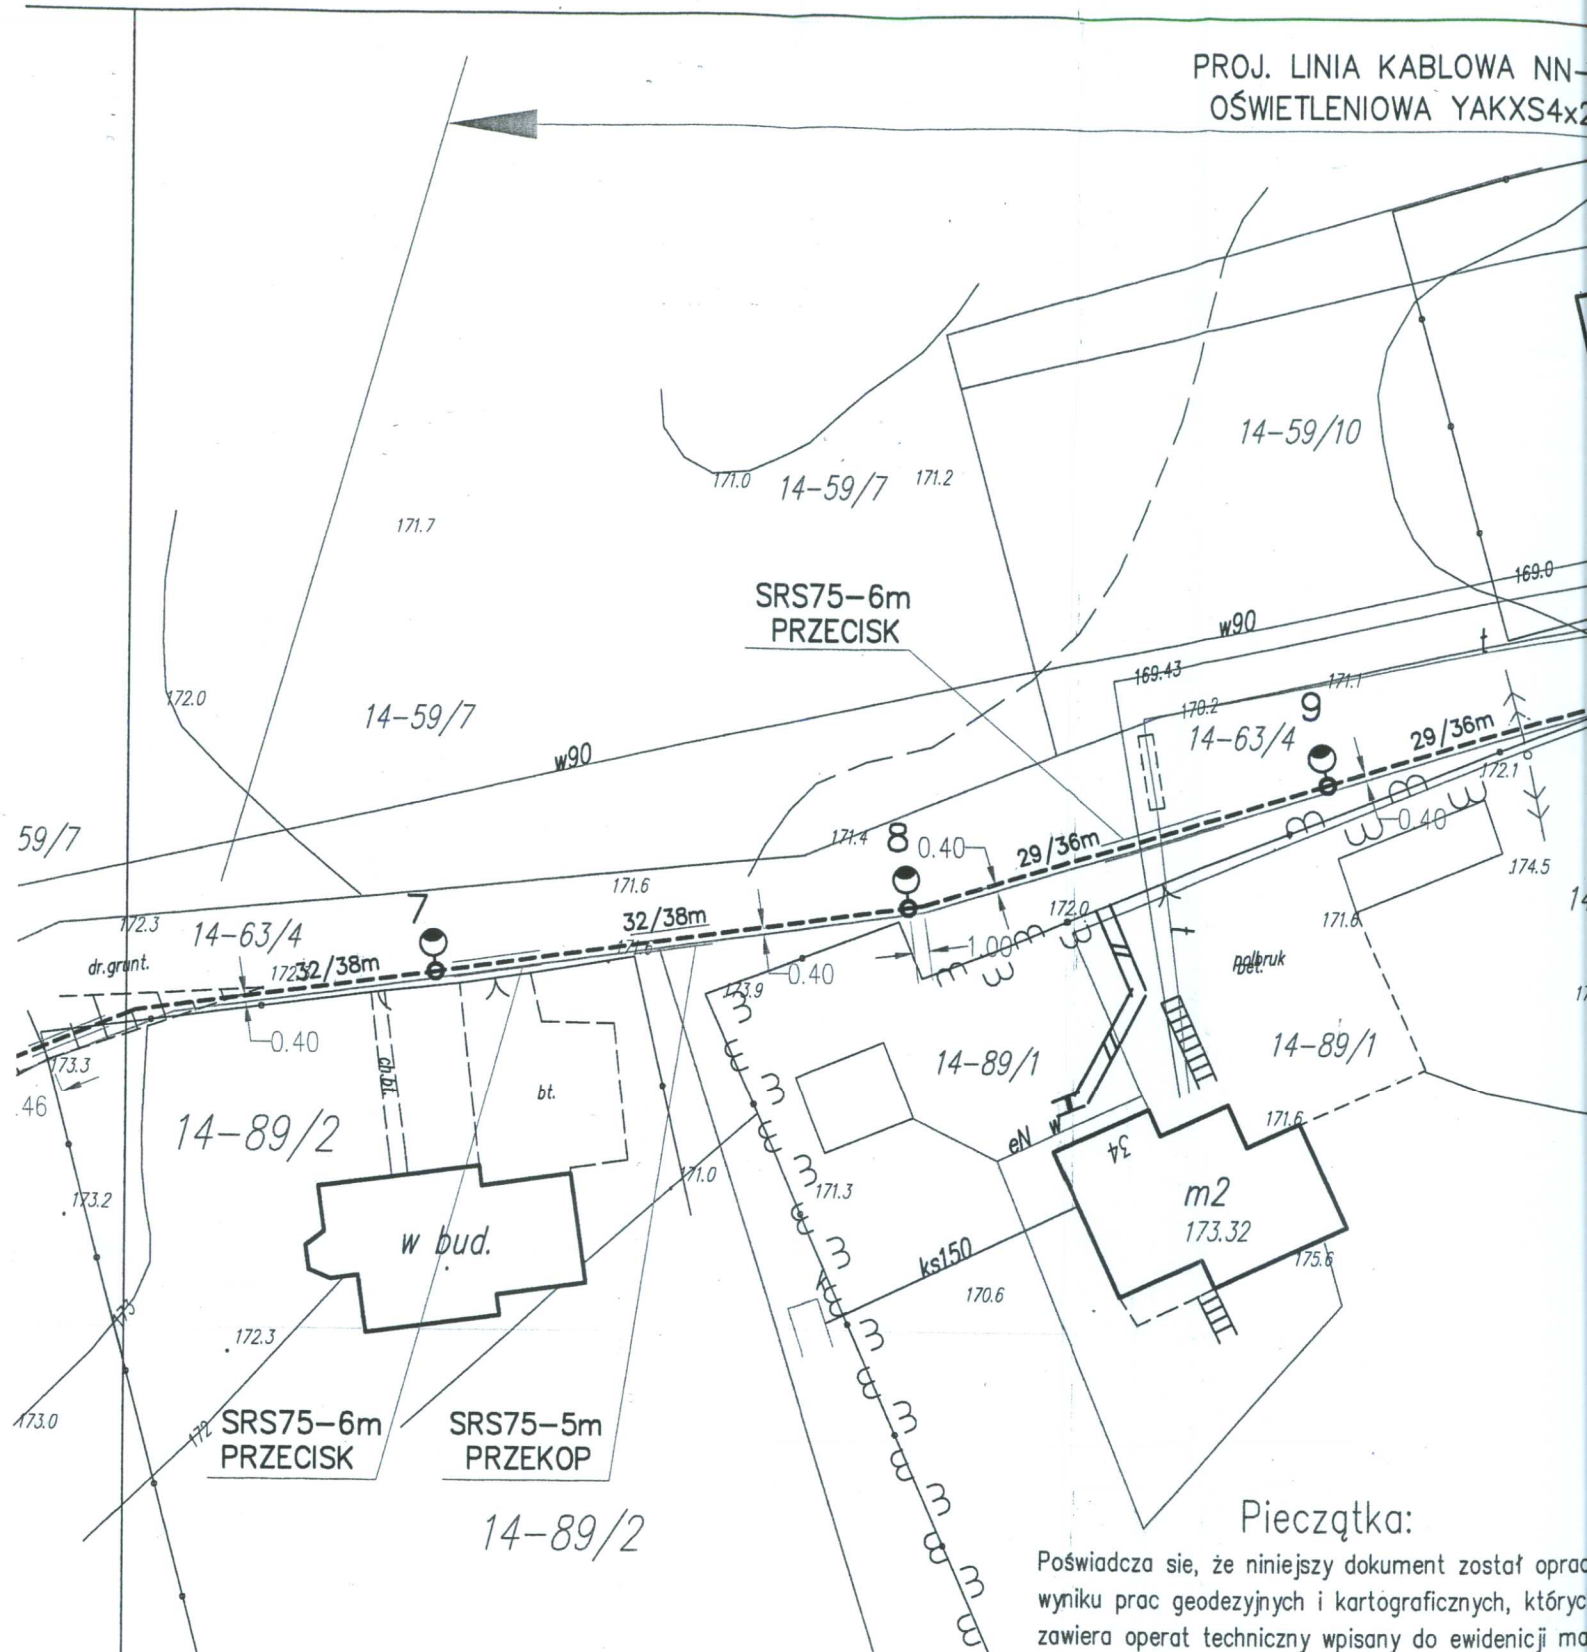 PROJ. LINIA KABLOWA NN-
OŚWIETLENIOWA YAKXS4x2
14-59/10
171.0
14-59/7
171.2
171.7
169.0
SRS75-6m
PRZECISK
w90
t
169.43
171.1
172.0
14-59/7
170.2
9
14-63/4
29/36m
w90
172.1
59/7
171.4
8
0.40
29/36m
0.40
174.5
171.6
7
172.3
14-63/4
32/38m
172.0
171.6
dr.grunt.
32/38m
1.00
t
0.40
173.9
0.40
173.3
ch.bt.
bt.
14-89/1
14-89/1
.46
14-89/2
171.6
eN
w
34
173.2
171.0
171.3
m2
173.32
w bud.
ks150
175.6
170.6
173
172.3
173.0
172
SRS75-6m
PRZECISK
SRS75-5m
PRZEKOP
14-89/2
Pieczątka:
Poświadcza sie, że niniejszy dokument został oprac
wyniku prac geodezyjnych i kartograficznych, któryc
zawiera operat techniczny wpisany do ewidenicji ma